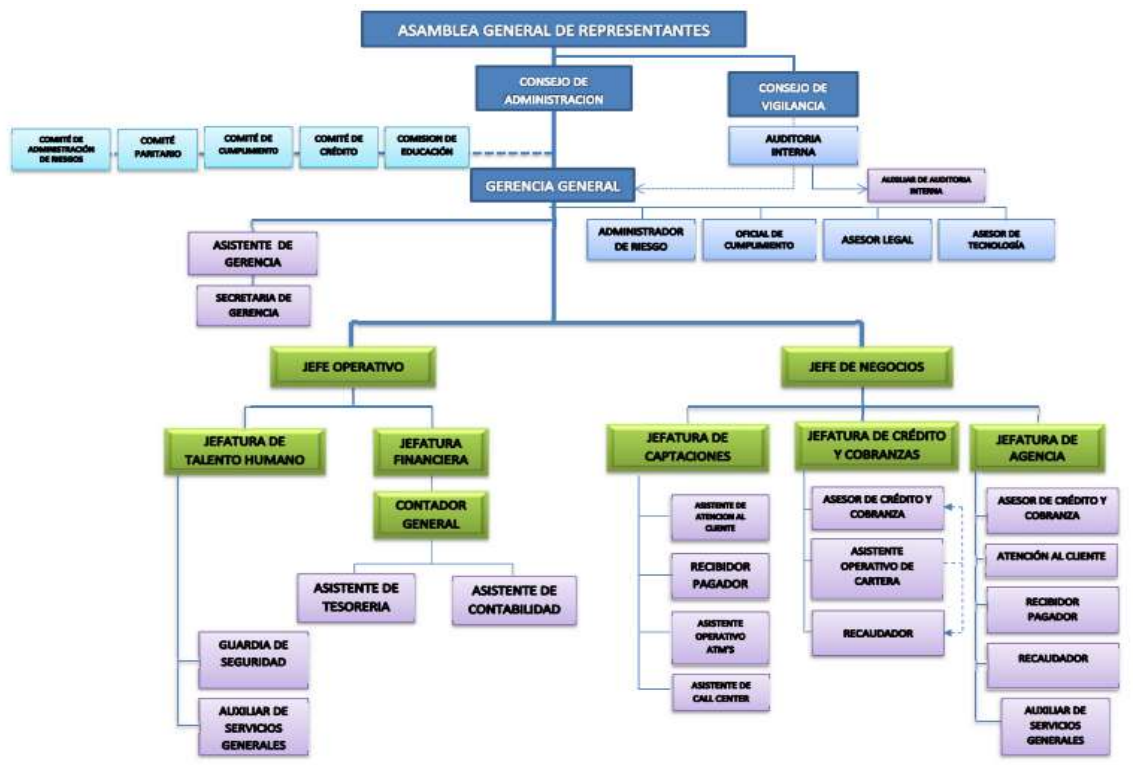 ASAMBLEA GENERAL DE REPRESENTANTES
CONSEJO DE
ADMINISTRACION
CONSEJO DE
VIGILANCIA
COMITÉ DE
ADMINISTRACIÓN
DE RIESGOS
COMITÉ
PARITARIO
COMITÉ DE
CUMPLIMIENTO
COMITÉ DE
CRÉDITO
COMISION DE
EDUCACIÓN
AUDITORIA
INTERNA
GERENCIA GENERAL
AUXILIAR DE AUDITORIA
INTERNA
ADMINISTRADOR
DE RIESGO
OFICIAL DE
CUMPLIMIENTO
ASESOR LEGAL
ASESOR DE
TECNOLOGÍA
ASISTENTE DE
GERENCIA
SECRETARIA DE
GERENCIA
JEFE OPERATIVO
JEFE DE NEGOCIOS
JEFATURA DE
TALENTO HUMANO
JEFATURA
FINANCIERA
JEFATURA DE
CAPTACIONES
JEFATURA DE CRÉDITO
Y COBRANZAS
JEFATURA DE
AGENCIA
CONTADOR
GENERAL
ASISTENTE DE
TESORERIA
ASISTENTE DE
CONTABILIDAD
GUARDIA DE
SEGURIDAD
AUXILIAR DE
SERVICIOS
GENERALES
ASISTENTE DE
ATENCION AL
CLIENTE
RECIBIDOR
PAGADOR
ASISTENTE
OPERATIVO
ATM'S
ASISTENTE DE
CALL CENTER
ASESOR DE CRÉDITO Y
COBRANZA
ASISTENTE
OPERATIVO DE
CARTERA
RECAUDADOR
ASESOR DE CRÉDITO Y
COBRANZA
ATENCIÓN AL CLIENTE
RECIBIDOR
PAGADOR
RECAUDADOR
AUXILIAR DE
SERVICIOS
GENERALES